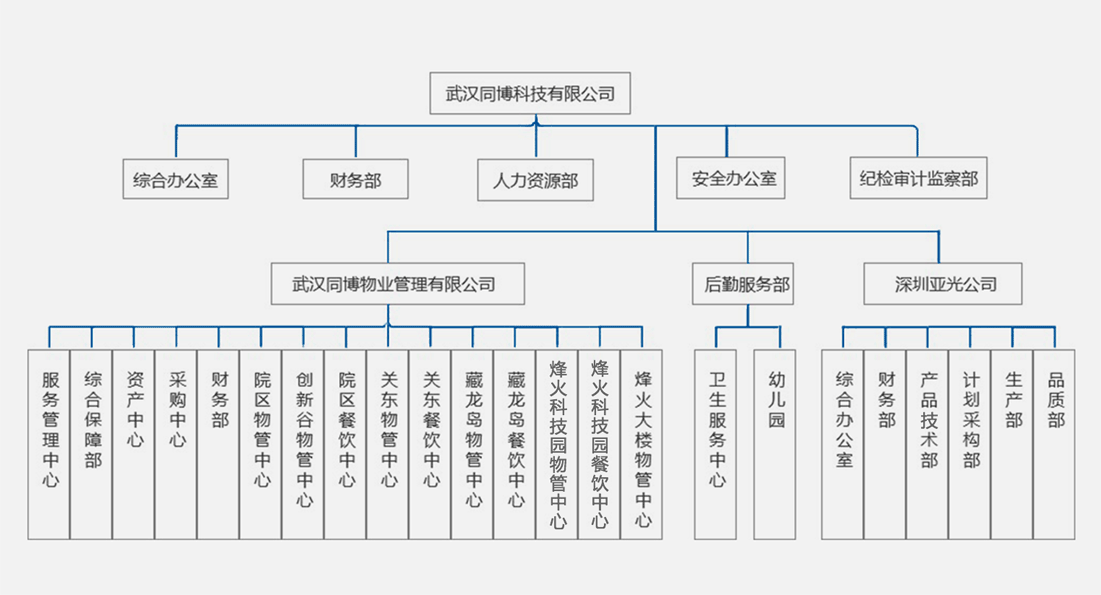 武汉同博科技有限公司
综合办公室
财务部
人力资源部
安全办公室
纪检审计监察部
武汉同博物业管理有限公司
后勤服务部
深圳亚光公司
服务管理中心
综合保障部
资产中心
采购中心
财务部
院区物管中心
创新谷物管中心
院区餐饮中心
关东物管中心
关东餐饮中心
藏龙岛物管中心
藏龙岛餐饮中心
烽火科技园物管中心
烽火科技园餐饮中心
烽火大楼物管中心
卫生服务中心
幼儿园
综合办公室
财务部
产品技术部
计划采构部
生产部
品质部